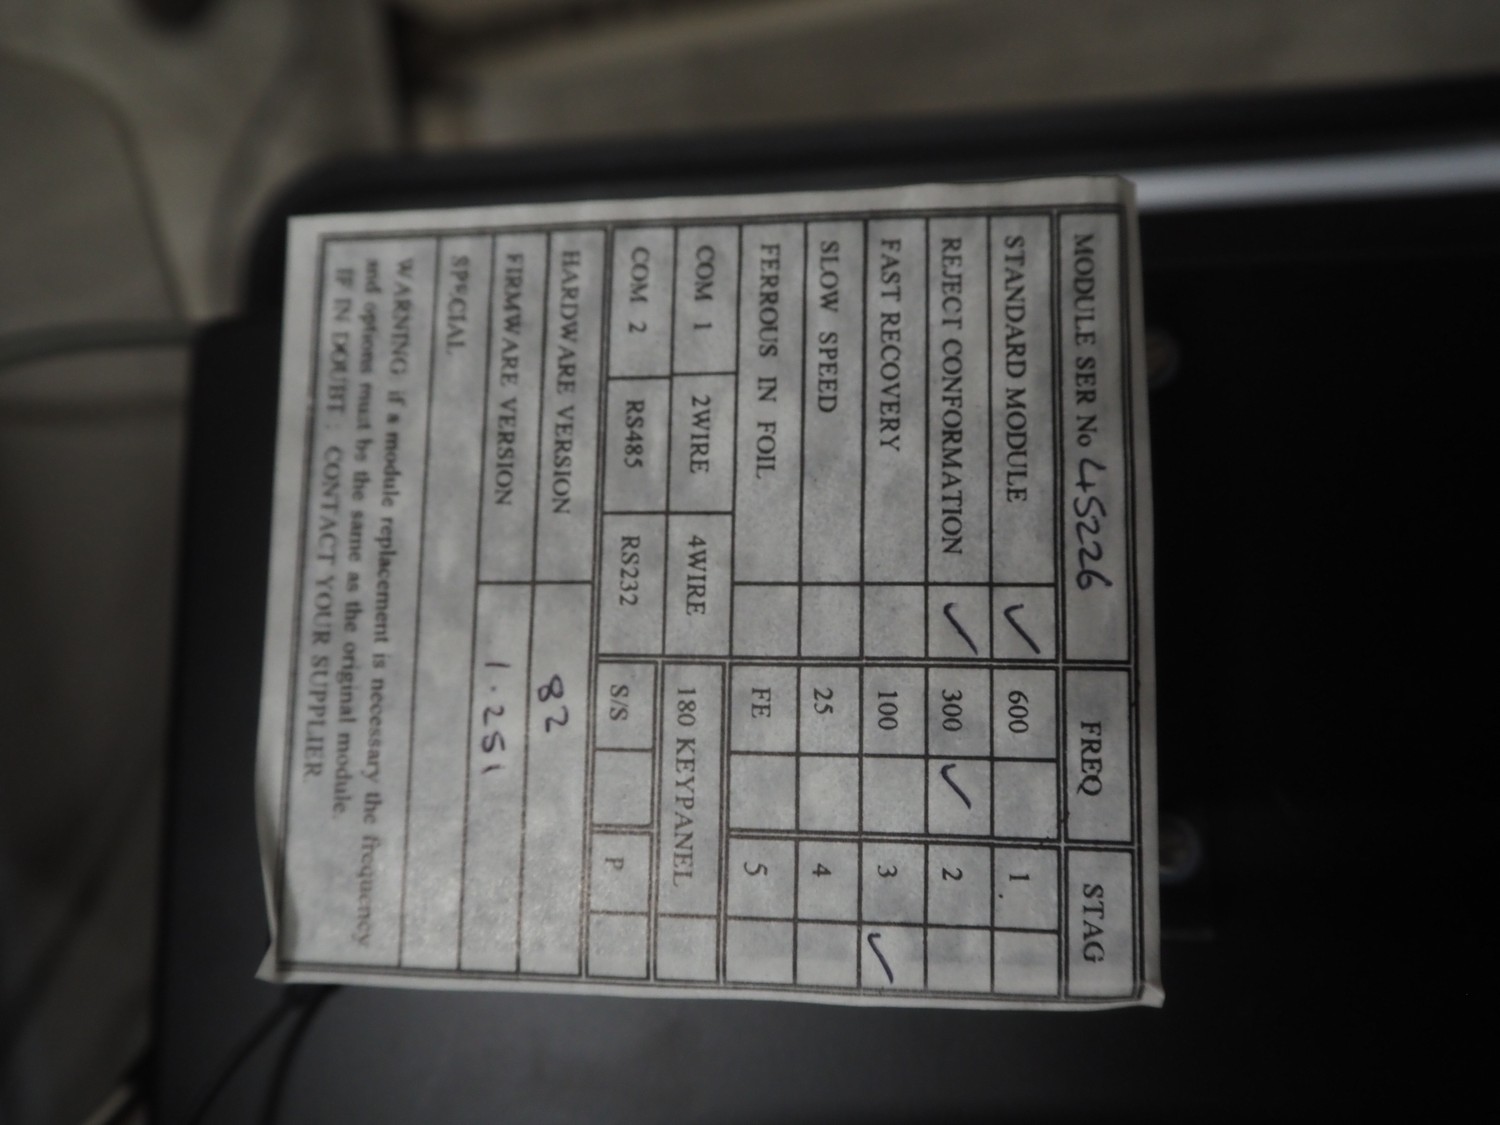 MODULE SER No 45226 FREQ STAG
STANDARD MODULE ✓ 600 1
REJECT CONFORMATION ✓ 300 ✓ 2
FAST RECOVERY 100 3 ✓
SLOW SPEED 25 4
FERROUS IN FOIL FE 5
COM 1 2WIRE 4WIRE 180 KEYPANEL
COM 2 RS485 RS232 S/S P
HARDWARE VERSION 82
FIRMWARE VERSION 1.251
SPECIAL
WARNING if a module replacement is necessary the frequency
and options must be the same as the original module.
IF IN DOUBT : CONTACT YOUR SUPPLIER.